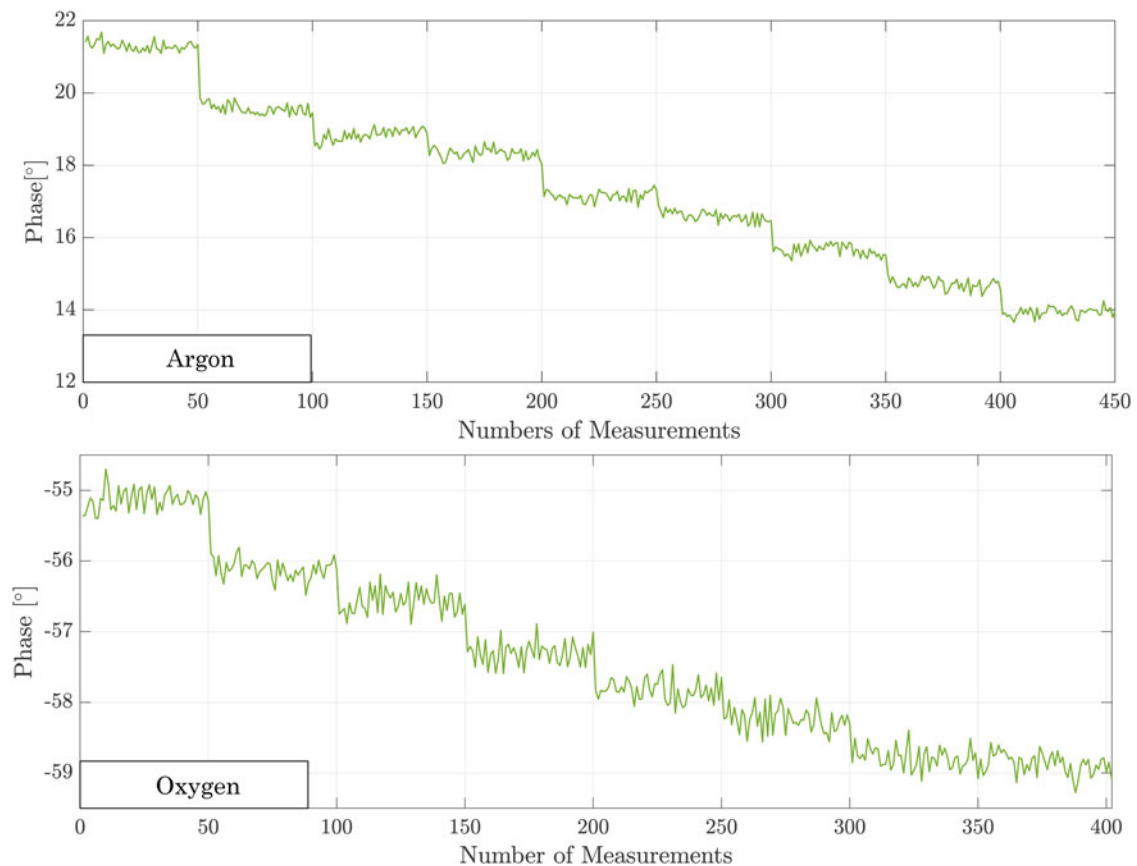 22
20
18
16
14
12
Phase[°]
Argon
0 50 100 150 200 250 300 350 400 450
Numbers of Measurements
-55
-56
-57
-58
-59
Phase [°]
Oxygen
0 50 100 150 200 250 300 350 400
Number of Measurements